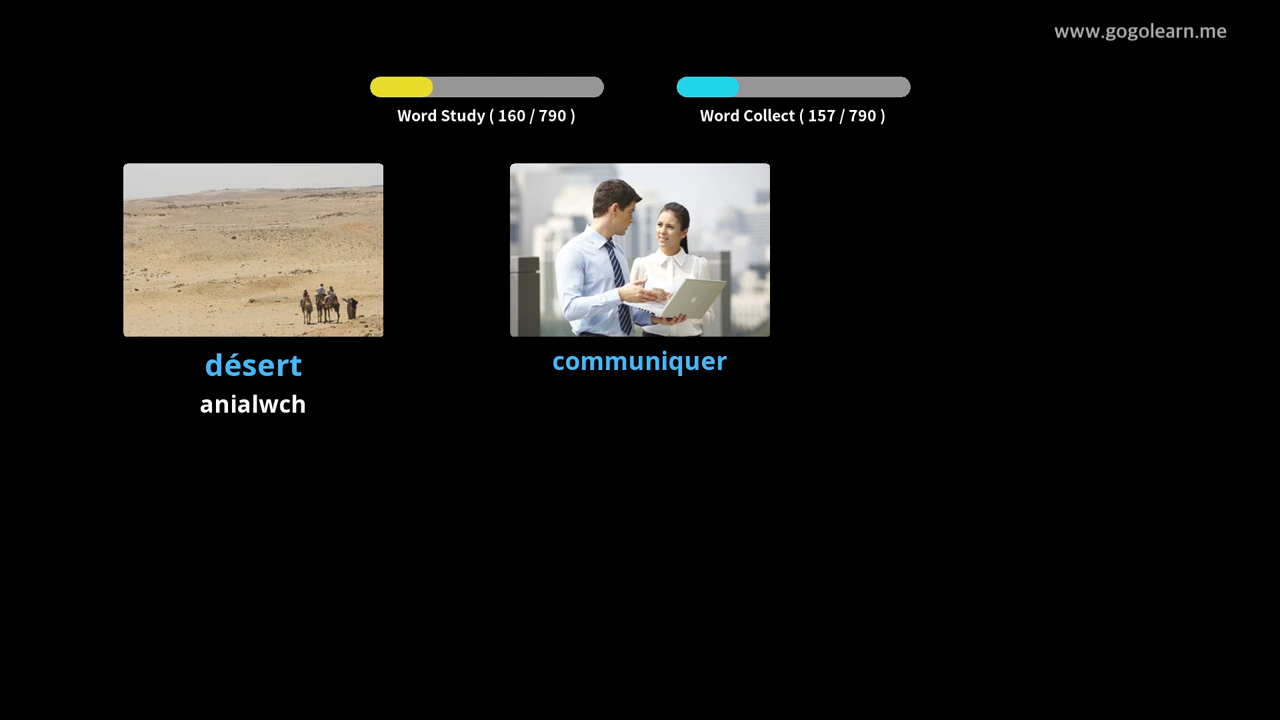 www.gogolearn.me
Word Study ( 160 / 790 )
Word Collect ( 157 / 790 )
désert
anialwch
communiquer